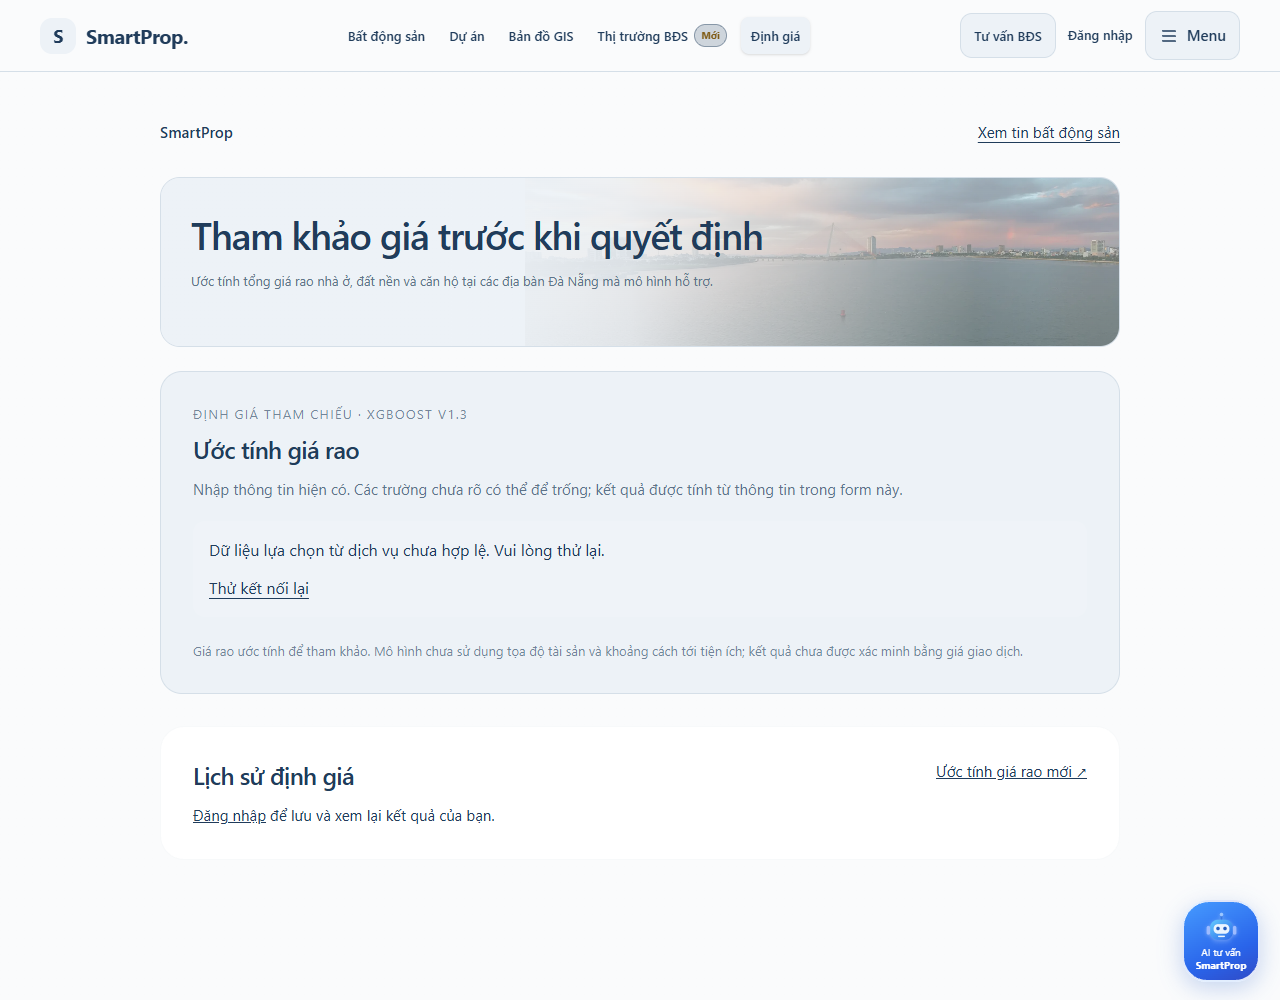 S SmartProp. Bất động sản Dự án Bản đồ GIS Thị trường BĐS Mới Định giá Tư vấn BĐS Đăng nhập Menu
SmartProp Xem tin bất động sản
Tham khảo giá trước khi quyết định
Ước tính tổng giá rao nhà ở, đất nền và căn hộ tại các địa bàn Đà Nẵng mà mô hình hỗ trợ.
ĐỊNH GIÁ THAM CHIẾU · XGBOOST V1.3
Ước tính giá rao
Nhập thông tin hiện có. Các trường chưa rõ có thể để trống; kết quả được tính từ thông tin trong form này.
Dữ liệu lựa chọn từ dịch vụ chưa hợp lệ. Vui lòng thử lại.
Thử kết nối lại
Giá rao ước tính để tham khảo. Mô hình chưa sử dụng tọa độ tài sản và khoảng cách tới tiện ích; kết quả chưa được xác minh bằng giá giao dịch.
Lịch sử định giá Ước tính giá rao mới ↗
Đăng nhập để lưu và xem lại kết quả của bạn.
AI tư vấn
SmartProp